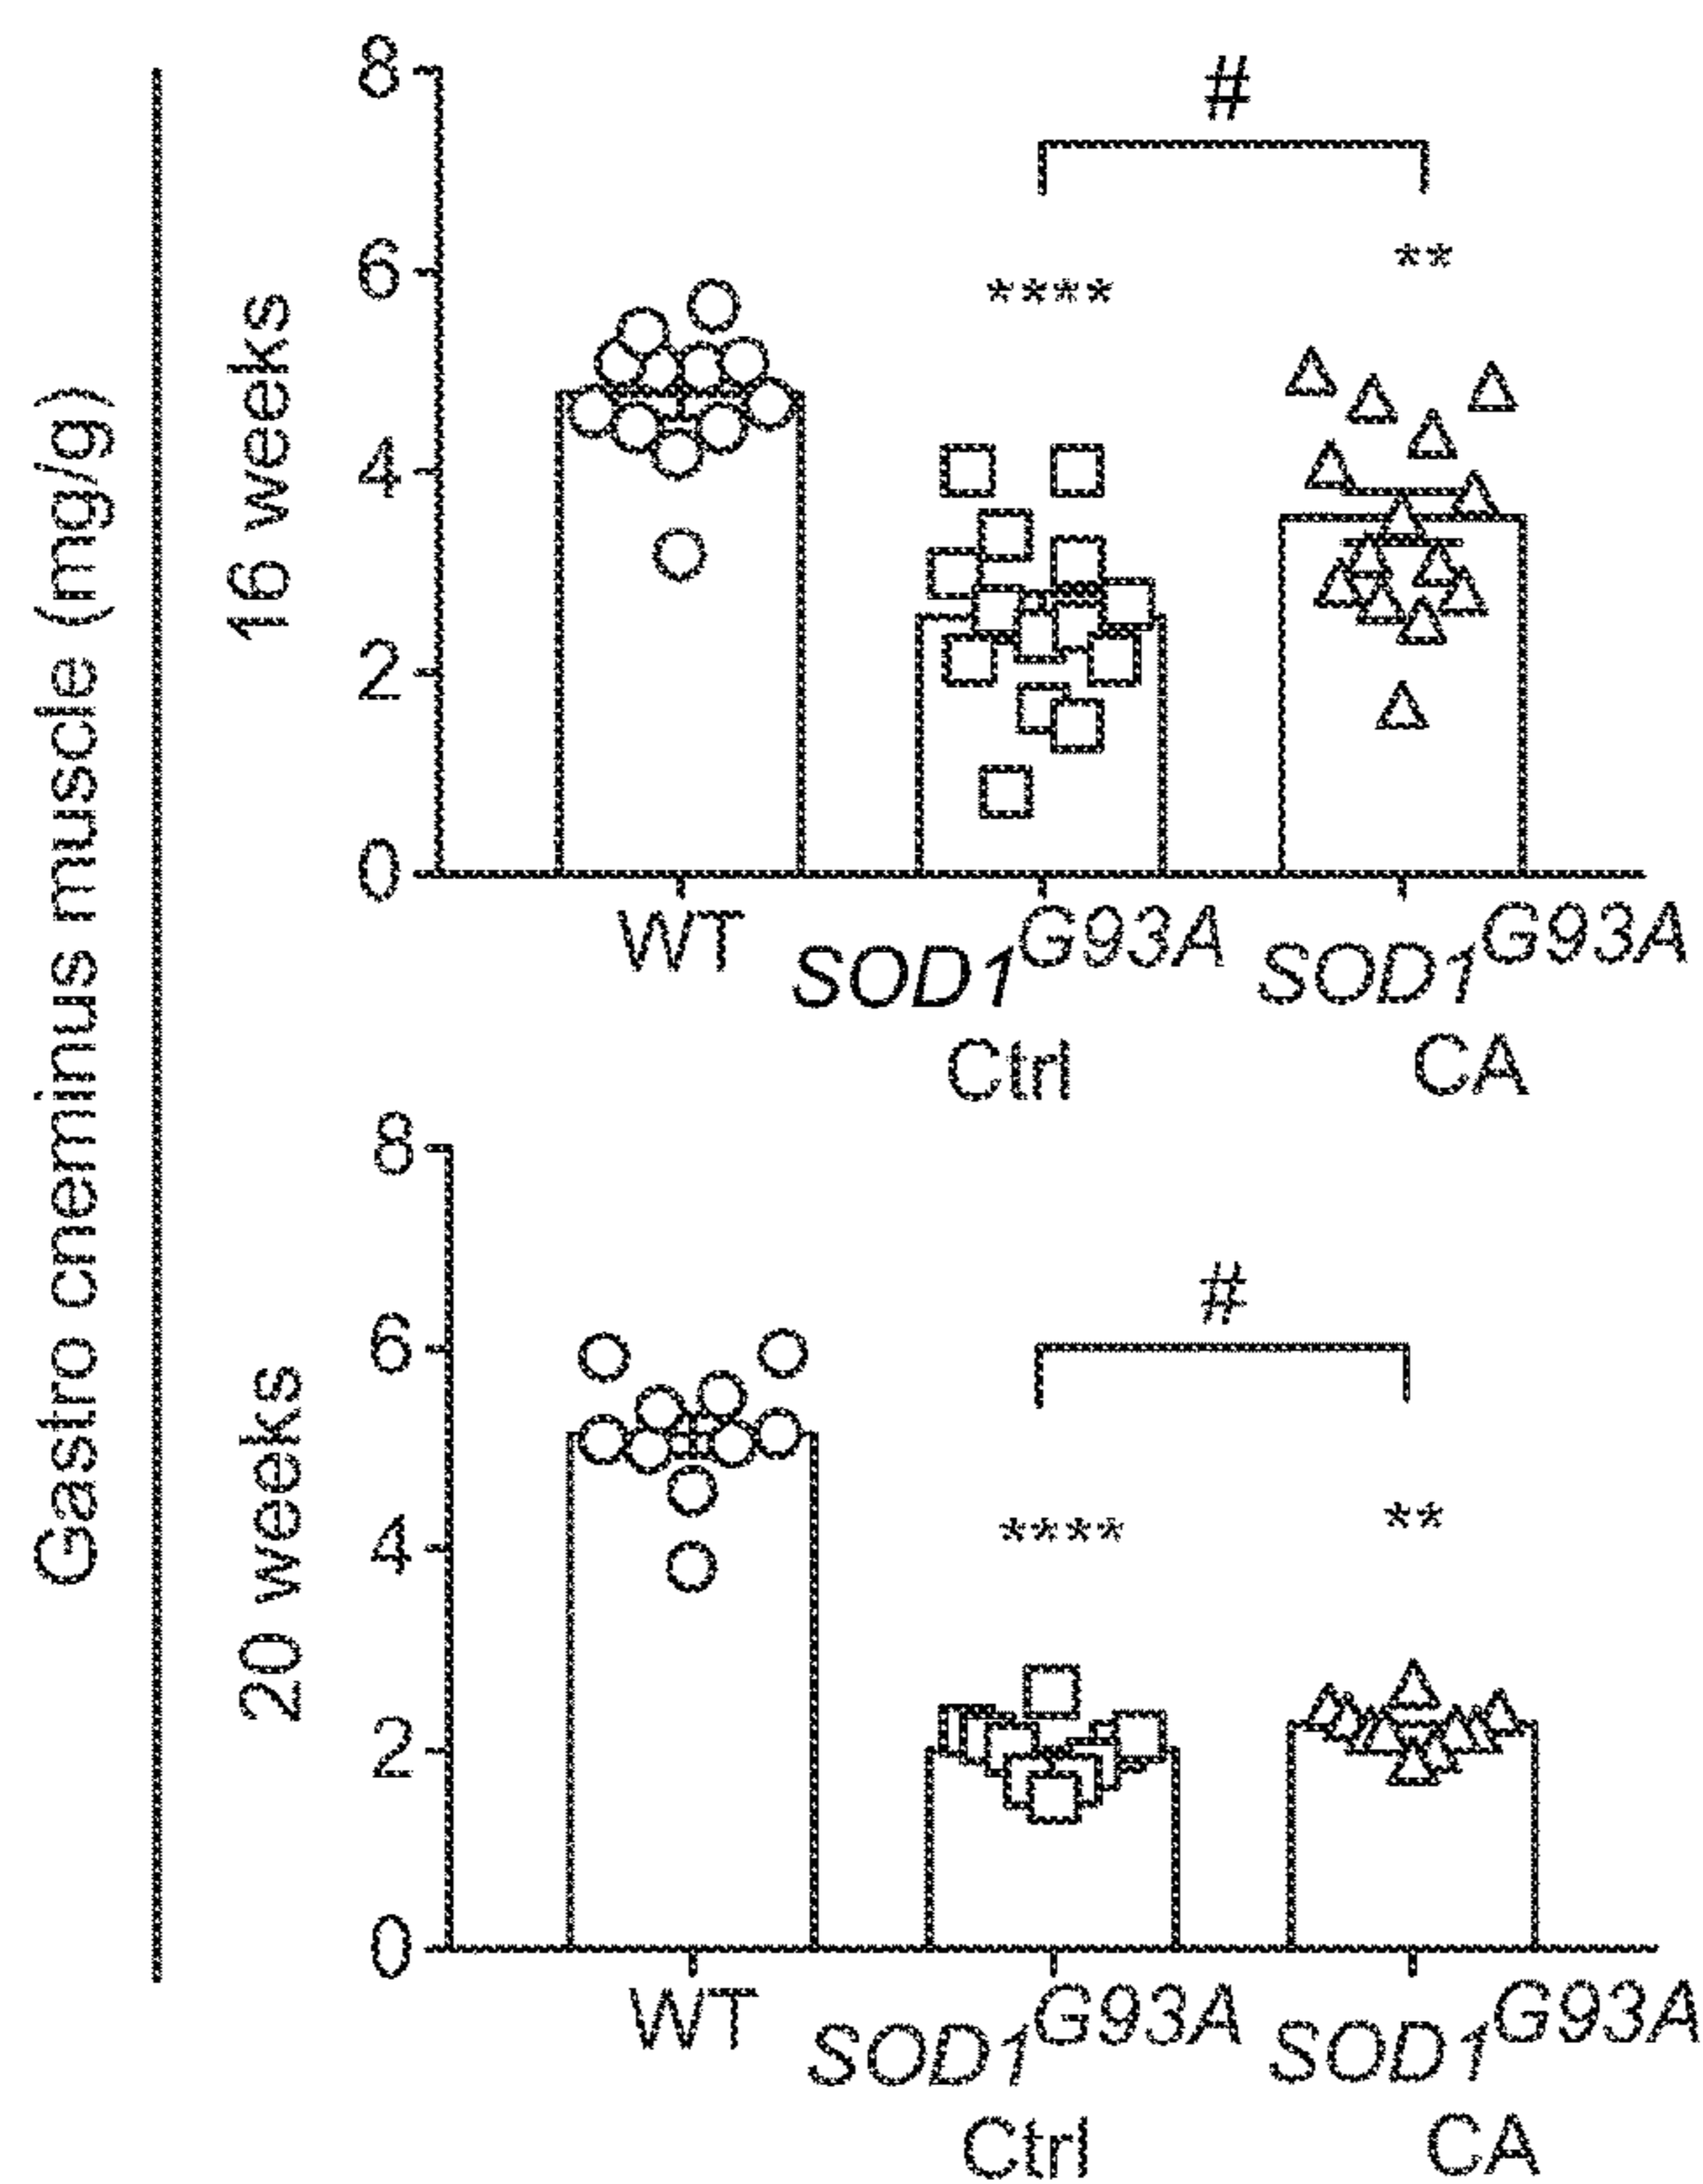 Gastro cneminus muscle (mg/g)
16 weeks
8
6
4
2
0
#
****
**
WT
SOD1G93A
Ctrl
SOD1G93A
CA
20 weeks
8
6
4
2
0
#
****
**
WT
SOD1G93A
Ctrl
SOD1G93A
CA